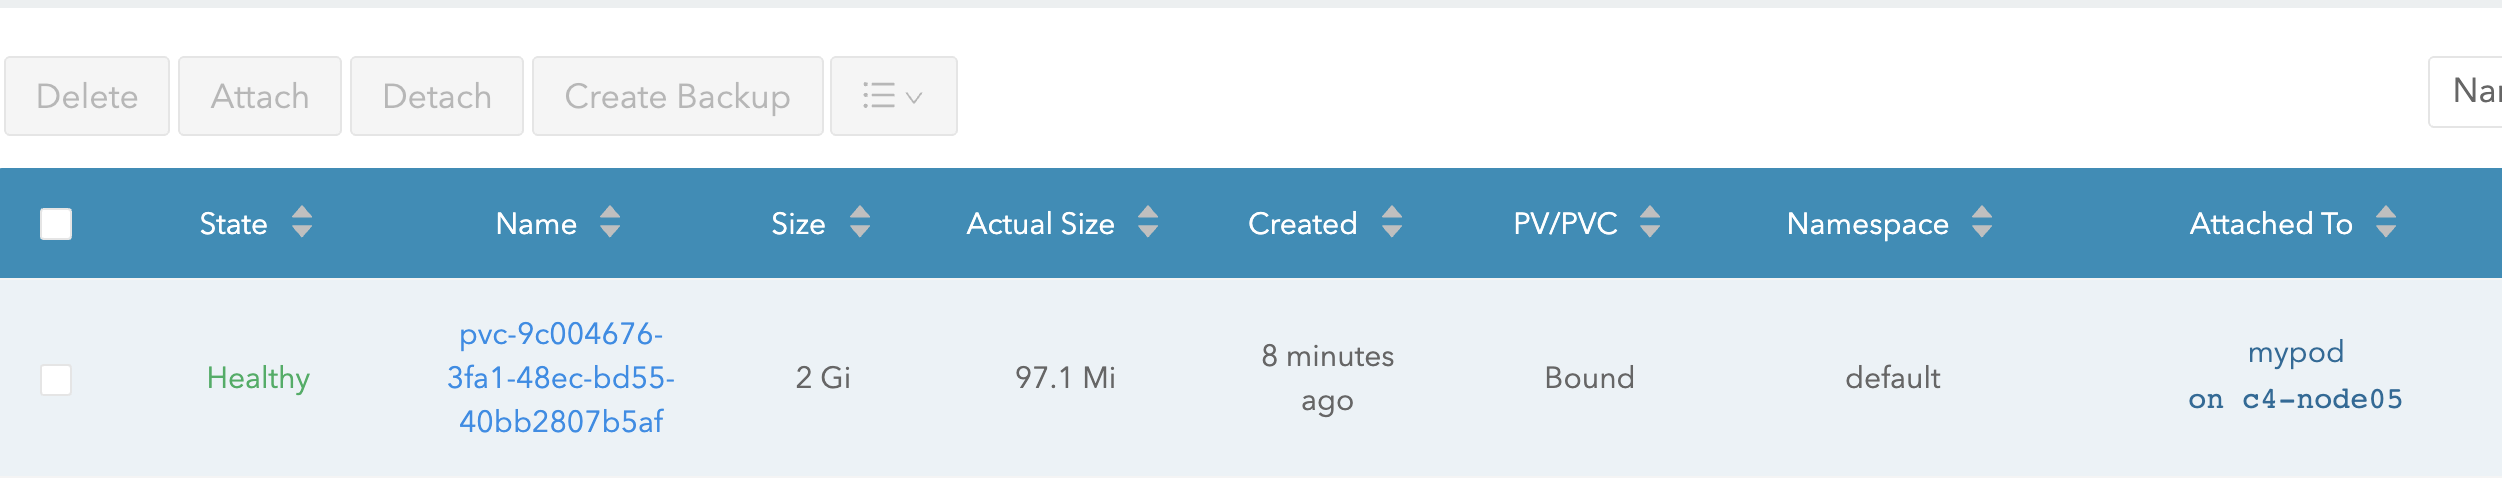 Delete Attach Detach Create Backup
State Name Size Actual Size Created PV/PVC Namespace Attached To
Healthy
pvc-9c004676-
3fa1-48ec-bd55-
40bb2807b5af
2 Gi
97.1 Mi
8 minutes
ago
Bound
default
mypod
on c4-node05